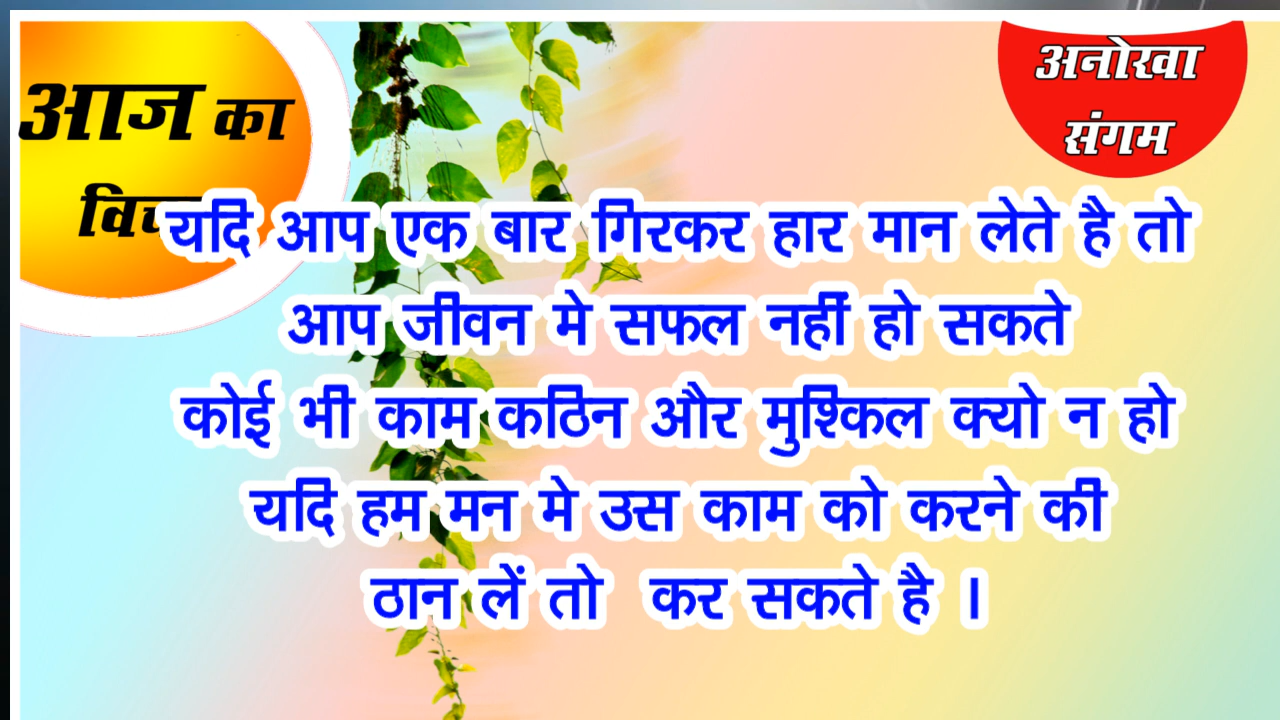 आज का
अनोखा
संगम
यदि आप एक बार गिरकर हार मान लेते है तो
आप जीवन मे सफल नहीं हो सकते
कोई भी काम कठिन और मुश्किल क्यो न हो
यदि हम मन मे उस काम को करने की
ठान लें तो कर सकते है ।